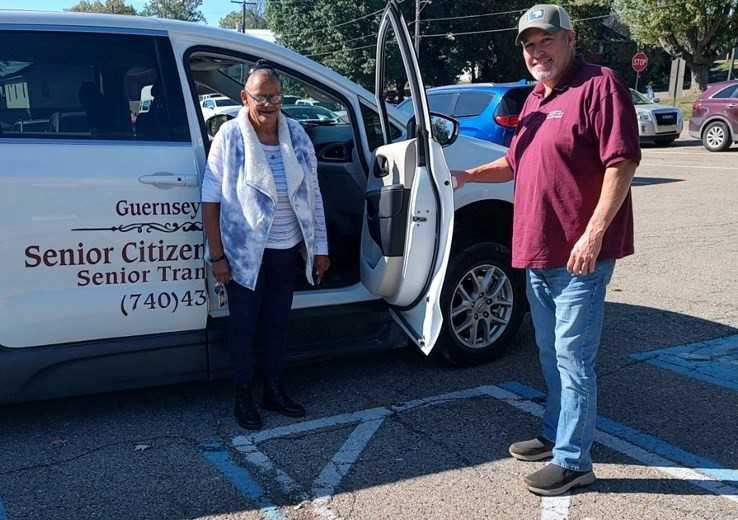 Guernsey
Senior Citizen
Senior Tran
(740)43
STOP